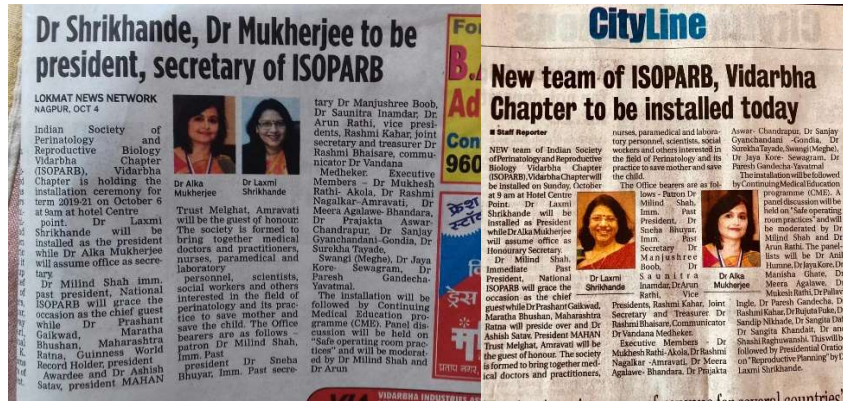 Dr Shrikhande, Dr Mukherjee to be
president, secretary of ISOPARB
LOKMAT NEWS NETWORK
NAGPUR, OCT 4
Indian Society of
Perinatology and
Reproductive Biology
Vidarbha Chapter
(ISOPARB), Vidarbha
Chapter is holding the
installation ceremony for
term 2019-21 on October 6
at 9am at hotel Centre
point. Dr Laxmi
Shrikhande will be
installed as the president
while Dr Alka Mukherjee
will assume office as secre-
tary.
Dr Milind Shah imm.
past president, National
ISOPARB will grace the
occasion as the chief guest
while Dr Prashant
Gaikwad, Maratha
Bhushan, Maharashtra
Ratna, Guinness World
Record Holder, president
Awardee and Dr Ashish
Satav, president MAHAN
Dr Alka
Mukherjee
Dr Laxmi
Shrikhande
Trust Melghat, Amravati
will be the guest of honour.
The society is formed to
bring together medical
doctors and practitioners,
nurses, paramedical and
laboratory
personnel, scientists,
social workers and others
interested in the field of
perinatology and its prac-
tice to save mother and
save the child. The Office
bearers are as follows –
patron Dr Milind Shah,
Imm. Past
president Dr Sneha
Bhuyar, Imm. Past secre-
tary Dr Manjushree Boob,
Dr Saunitra Inamdar, Dr
Arun Rathi, vice presi-
dents, Rashmi Kahar, joint
secretary and treasurer Dr
Rashmi Bhaisare, commu-
nicator Dr Vandana
Medheker. Executive
Members – Dr Mukhesh
Rathi- Akola, Dr Rashmi
Nagalkar–Amravati, Dr
Meera Agalawe-Bhandara,
Dr Prajakta Aswar-
Chandrapur, Dr Sanjay
Gyanchandani–Gondia, Dr
Surekha Tayade,
Swangi (Meghe), Dr Jaya
Kore- Sewagram, Dr
Paresh Gandecha-
Yavatmal.
The installation will be
followed by Continuing
Medical Education pro-
gramme (CME). Panel dis-
cussion will be held on
"Safe operating room prac-
tices" and will be moderat-
ed by Dr Milind Shah and
Dr Arun
For
B.A
Ad
Con
960
फ्रेश
ड्रेस
प्रताप नगर,
VIDARBHA INDUSTRIES
CityLine
New team of ISOPARB, Vidarbha
Chapter to be installed today
■ Staff Reporter
NEW team of Indian Society
of Perinatology and Reproductive
Biology Vidarbha Chapter
(ISOPARB), Vidarbha Chapter will
be installed on Sunday, October
at 9 am at Hotel Centre
Point. Dr Laxmi
Shrikhande will be
installed as President
while Dr Alka Mukherjee
will assume office as
Honourary Secretary.
Dr Milind Shah,
Immediate Past
President, National
ISOPARB will grace the
occasion as the chief
guest while Dr Prashant Gaikwad,
Maratha Bhushan, Maharashtra
Ratna will preside over and Dr
Ashish Satav. President MAHAN
Trust Melghat, Amravati will be
the guest of honour. The society
is formed to bring together med-
ical doctors and practitioners,
nurses, paramedical and labora-
tory personnel, scientists, social
workers and others interested in
the field of Perinatology and its
practice to save mother and save
the child.
The Office bearers are as fol-
lows - Patron Dr
Milind Shah,
Imm. Past
President, Dr
Sneha Bhuyar,
Imm. Past
Secretary Dr
Manjushree
Boob, Dr
Saunitra
Inamdar, Dr Arun
Rathi Vice
Presidents, Rashmi Kahar, Joint
Secretary and Treasurer Dr
Rashmi Bhaisare, Communicator
Dr Vandana Medheker.
Executive Members Dr
Mukhesh Rathi-Akola, Dr Rashmi
Nagalkar -Amravati, Dr Meera
Agalawe- Bhandara, Dr Prajakta
Dr Laxmi
Shrikhande
Aswar- Chandrapur, Dr Sanjay
Gyanchandani -Gondia, Dr
Surekha Tayade, Swangi (Meghe),
Dr Jaya Kore- Sewagram, Dr
Paresh Gandecha-Yavatmal
The installation will be followed
by Continuing Medical Education
programme (CME). A
panel discussion will be
held on "Safe operating
room practices" and will
be moderated by Dr
Milind Shah and Dr
Arun Rathi. The panel-
lists will be Dr Anil
Humne, Dr Jaya Kore, Dr
Manisha Ghate, Dr
Meera Agalawe, Dr
Mukesh Rathi, Dr Pallavi
Ingle, Dr Paresh Gandecha, Dr
Rashmi Kahar, Dr Rujuta Puke, Dr
Sandip Nikhade, Dr Sangita Dalal,
Dr Sangita Khandait, Dr and
Shashi Raghuwanshi. This will be
followed by Presidential Oration
on "Reproductive Planning" by Dr
Laxmi Shrikhande.
Dr Alka
Mukherjee